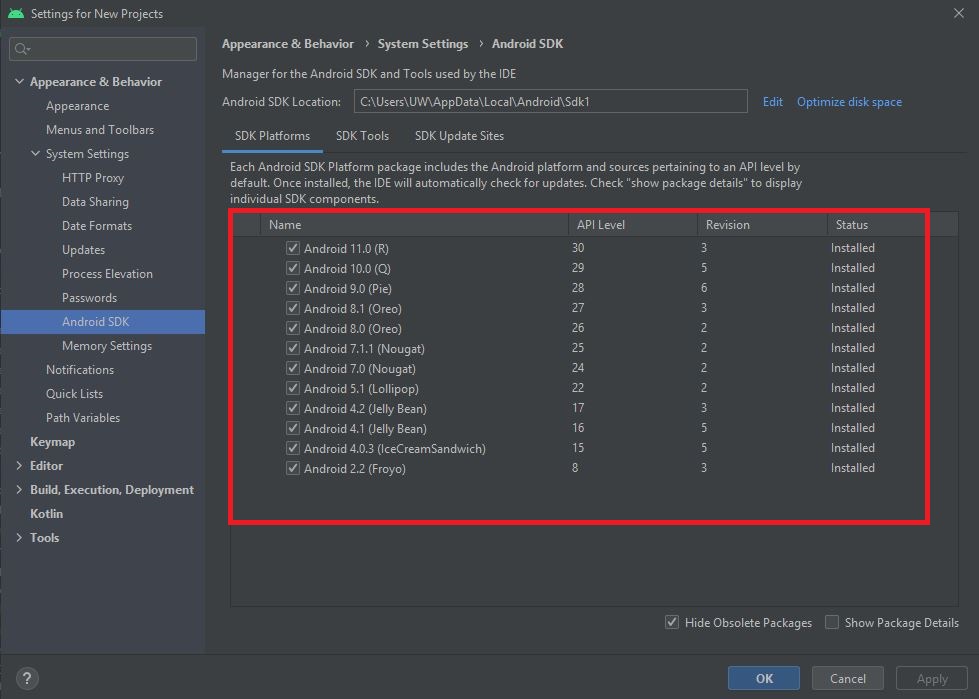 Settings for New Projects
Appearance & Behavior
Appearance
Menus and Toolbars
System Settings
HTTP Proxy
Data Sharing
Date Formats
Updates
Process Elevation
Passwords
Android SDK
Memory Settings
Notifications
Quick Lists
Path Variables
Keymap
Editor
Build, Execution, Deployment
Kotlin
Tools
Appearance & Behavior › System Settings › Android SDK
Manager for the Android SDK and Tools used by the IDE
Android SDK Location: C:\Users\UW\AppData\Local\Android\Sdk1 Edit Optimize disk space
SDK Platforms SDK Tools SDK Update Sites
Each Android SDK Platform package includes the Android platform and sources pertaining to an API level by
default. Once installed, the IDE will automatically check for updates. Check "show package details" to display
individual SDK components.
Name API Level Revision Status
Android 11.0 (R) 30 3 Installed
Android 10.0 (Q) 29 5 Installed
Android 9.0 (Pie) 28 6 Installed
Android 8.1 (Oreo) 27 3 Installed
Android 8.0 (Oreo) 26 2 Installed
Android 7.1.1 (Nougat) 25 2 Installed
Android 7.0 (Nougat) 24 2 Installed
Android 5.1 (Lollipop) 22 2 Installed
Android 4.2 (Jelly Bean) 17 3 Installed
Android 4.1 (Jelly Bean) 16 5 Installed
Android 4.0.3 (IceCreamSandwich) 15 5 Installed
Android 2.2 (Froyo) 8 3 Installed
Hide Obsolete Packages Show Package Details
? OK Cancel Apply